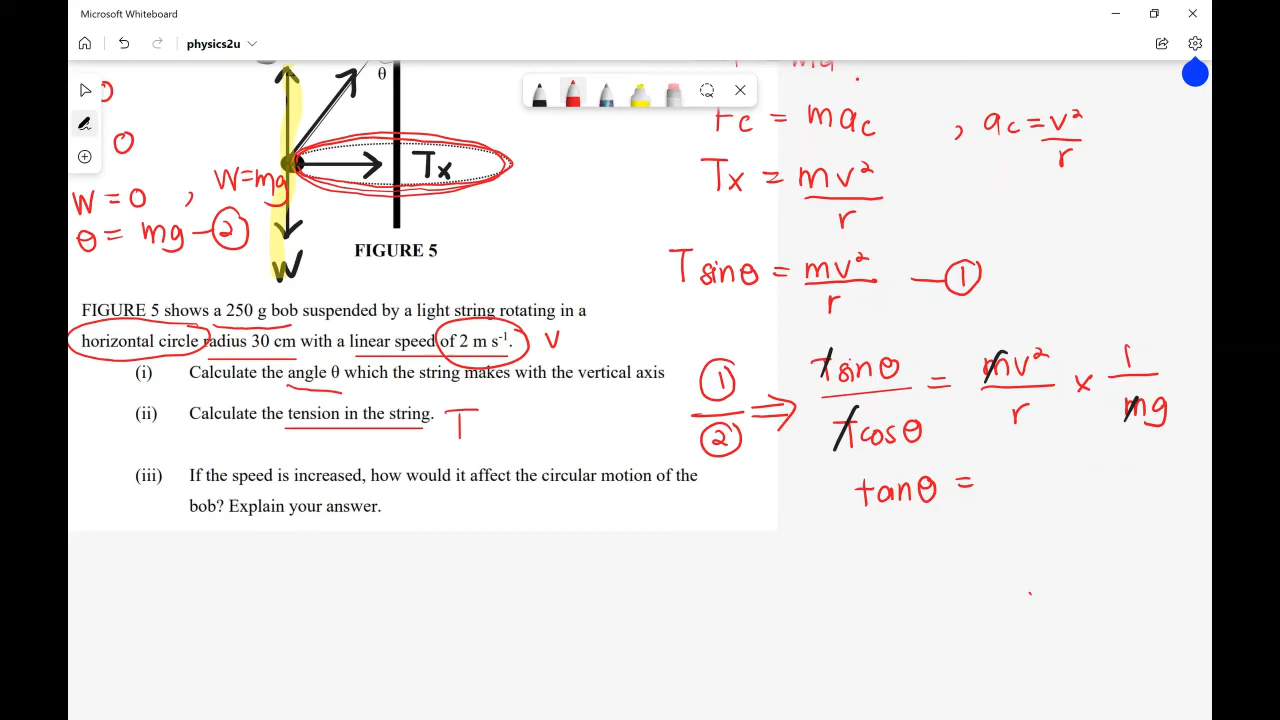 Microsoft Whiteboard
physics2u
θ
0
0
W = 0 , W=mg
θ = mg — ②
Tx
W
FIGURE 5
FIGURE 5 shows a 250 g bob suspended by a light string rotating in a
horizontal circle radius 30 cm with a linear speed of 2 m s⁻¹. v
(i) Calculate the angle θ which the string makes with the vertical axis
(ii) Calculate the tension in the string. T
(iii) If the speed is increased, how would it affect the circular motion of the
bob? Explain your answer.
Fc = mac , ac = v²/r
Tx = mv²/r
T sinθ = mv²/r — ①
①/② ⇒ Tsinθ/Tcosθ = mv²/r × 1/mg
tanθ =